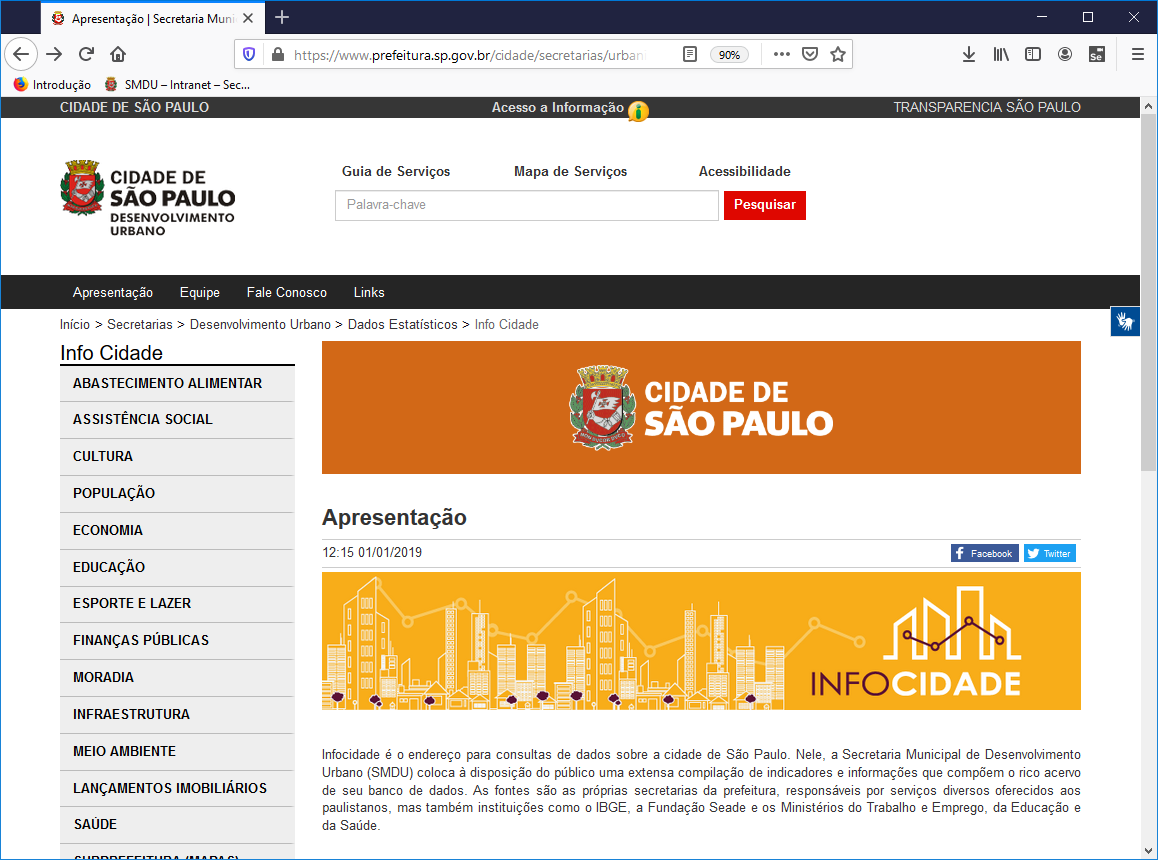 Apresentação | Secretaria Muni
https://www.prefeitura.sp.gov.br/cidade/secretarias/urban
90%
Se
Introdução
SMDU – Intranet – Sec...
CIDADE DE SÃO PAULO
Acesso a Informação
TRANSPARENCIA SÃO PAULO
CIDADE DE
SÃO PAULO
DESENVOLVIMENTO
URBANO
Guia de Serviços
Mapa de Serviços
Acessibilidade
Palavra-chave
Pesquisar
Apresentação
Equipe
Fale Conosco
Links
Início > Secretarias > Desenvolvimento Urbano > Dados Estatísticos > Info Cidade
Info Cidade
ABASTECIMENTO ALIMENTAR
ASSISTÊNCIA SOCIAL
CULTURA
POPULAÇÃO
ECONOMIA
EDUCAÇÃO
ESPORTE E LAZER
FINANÇAS PÚBLICAS
MORADIA
INFRAESTRUTURA
MEIO AMBIENTE
LANÇAMENTOS IMOBILIÁRIOS
SAÚDE
SUBPREFEITURA (MAPAS)
CIDADE DE
SÃO PAULO
Apresentação
12:15 01/01/2019
Facebook
Twitter
INFOCIDADE
Infocidade é o endereço para consultas de dados sobre a cidade de São Paulo. Nele, a Secretaria Municipal de Desenvolvimento
Urbano (SMDU) coloca à disposição do público uma extensa compilação de indicadores e informações que compõem o rico acervo
de seu banco de dados. As fontes são as próprias secretarias da prefeitura, responsáveis por serviços diversos oferecidos aos
paulistanos, mas também instituições como o IBGE, a Fundação Seade e os Ministérios do Trabalho e Emprego, da Educação e
da Saúde.